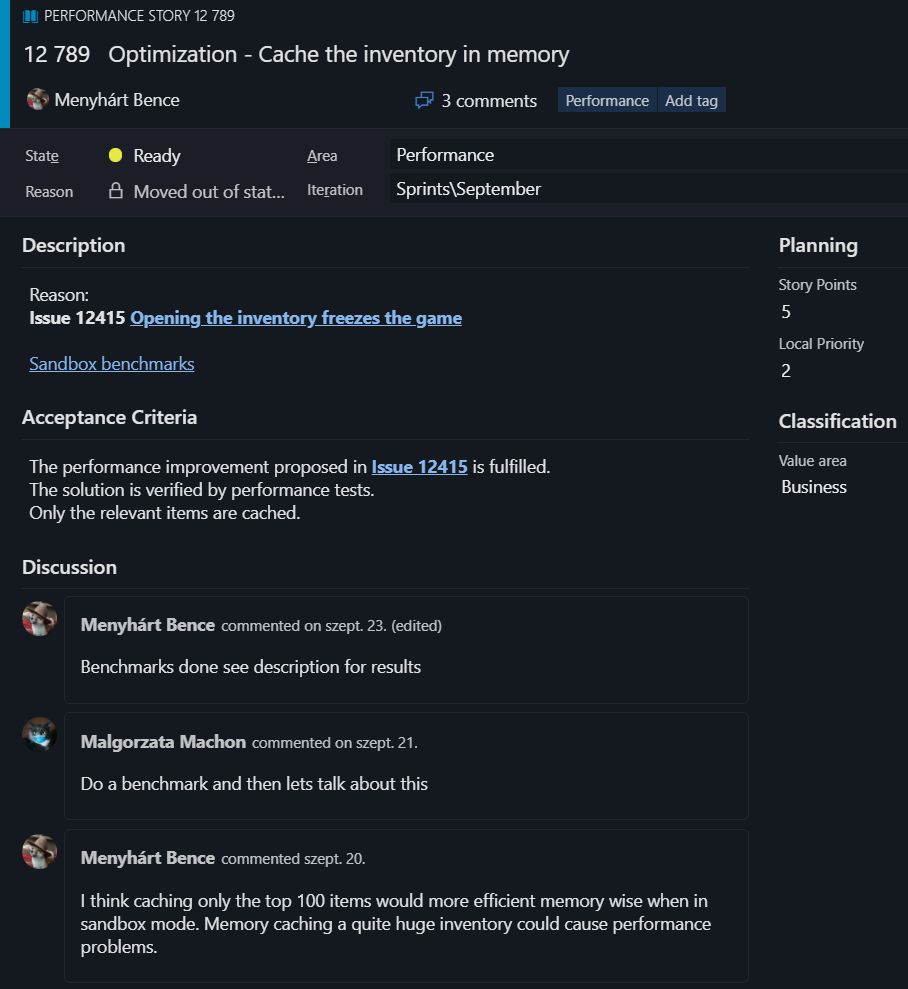 PERFORMANCE STORY 12 789
12 789 Optimization - Cache the inventory in memory
Menyhárt Bence
3 comments
Performance
Add tag
State
Ready
Area
Performance
Reason
Moved out of stat...
Iteration
Sprints\September
Description
Reason:
Issue 12415 Opening the inventory freezes the game
Sandbox benchmarks
Acceptance Criteria
The performance improvement proposed in Issue 12415 is fulfilled.
The solution is verified by performance tests.
Only the relevant items are cached.
Discussion
Menyhárt Bence commented on szept. 23. (edited)
Benchmarks done see description for results
Malgorzata Machon commented on szept. 21.
Do a benchmark and then lets talk about this
Menyhárt Bence commented szept. 20.
I think caching only the top 100 items would more efficient memory wise when in
sandbox mode. Memory caching a quite huge inventory could cause performance
problems.
Planning
Story Points
5
Local Priority
2
Classification
Value area
Business